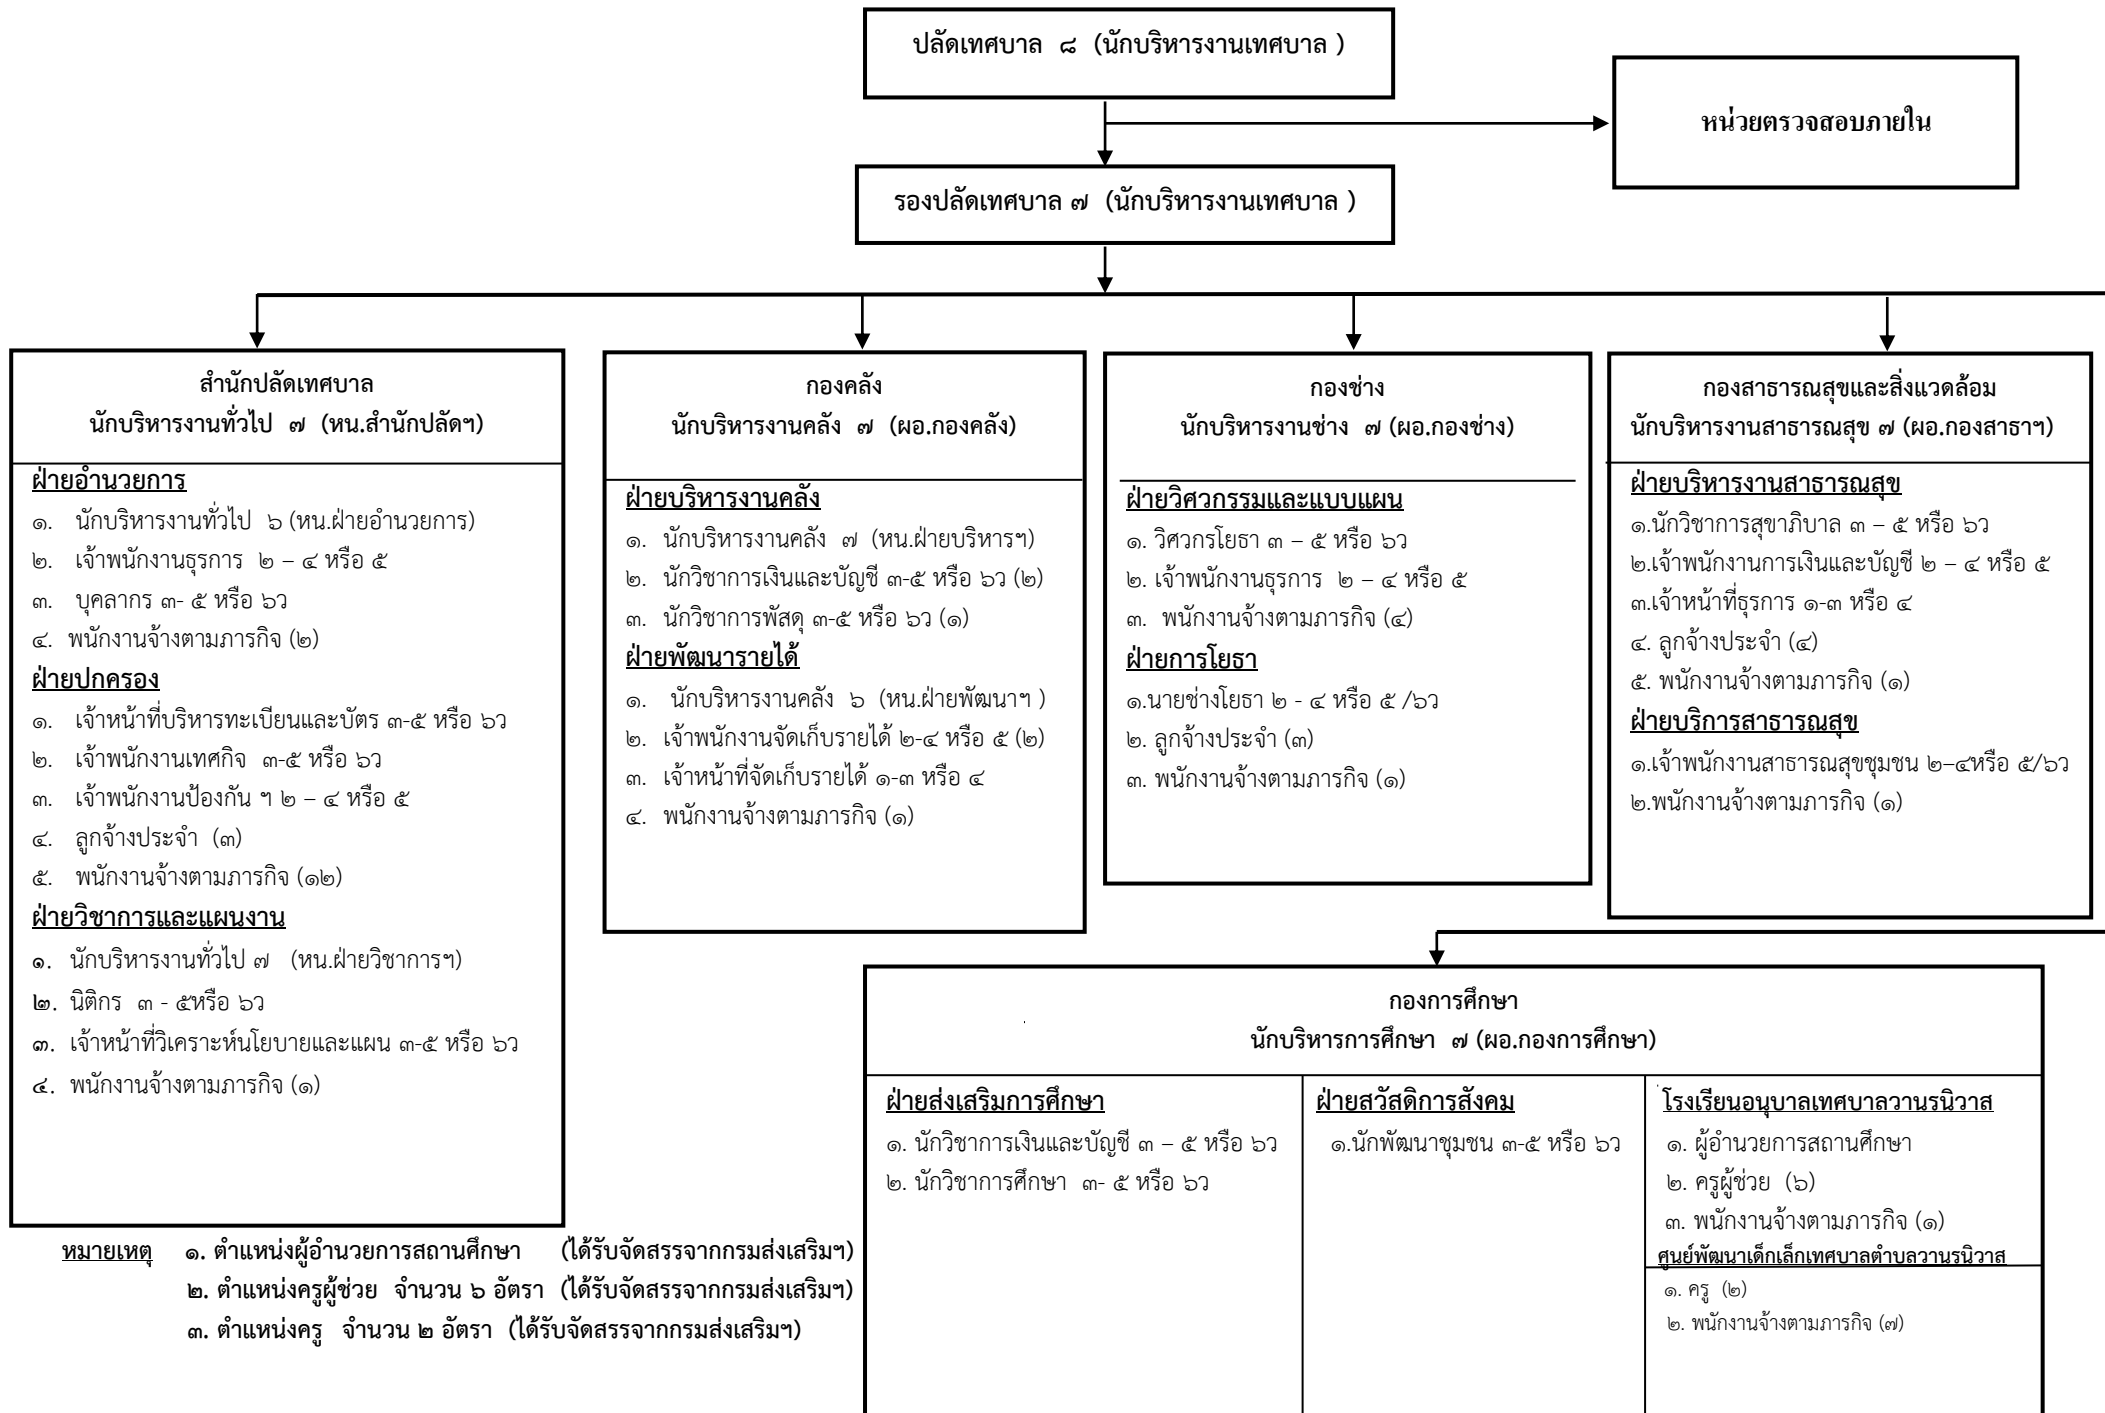 ปลัดเทศบาล ๘ (นักบริหารงานเทศบาล )
หน่วยตรวจสอบภายใน
รองปลัดเทศบาล ๗ (นักบริหารงานเทศบาล )
สำนักปลัดเทศบาล
นักบริหารงานทั่วไป ๗ (หน.สำนักปลัดฯ)
ฝ่ายอำนวยการ
๑. นักบริหารงานทั่วไป ๖ (หน.ฝ่ายอำนวยการ)
๒. เจ้าพนักงานธุรการ ๒ – ๔ หรือ ๕
๓. บุคลากร ๓- ๕ หรือ ๖ว
๔. พนักงานจ้างตามภารกิจ (๒)
ฝ่ายปกครอง
๑. เจ้าหน้าที่บริหารทะเบียนและบัตร ๓-๕ หรือ ๖ว
๒. เจ้าพนักงานเทศกิจ ๓-๕ หรือ ๖ว
๓. เจ้าพนักงานป้องกัน ฯ ๒ – ๔ หรือ ๕
๔. ลูกจ้างประจำ (๓)
๕. พนักงานจ้างตามภารกิจ (๑๒)
ฝ่ายวิชาการและแผนงาน
๑. นักบริหารงานทั่วไป ๗ (หน.ฝ่ายวิชาการฯ)
๒. นิติกร ๓ - ๕หรือ ๖ว
๓. เจ้าหน้าที่วิเคราะห์นโยบายและแผน ๓-๕ หรือ ๖ว
๔. พนักงานจ้างตามภารกิจ (๑)
กองคลัง
นักบริหารงานคลัง ๗ (ผอ.กองคลัง)
ฝ่ายบริหารงานคลัง
๑. นักบริหารงานคลัง ๗ (หน.ฝ่ายบริหารฯ)
๒. นักวิชาการเงินและบัญชี ๓-๕ หรือ ๖ว (๒)
๓. นักวิชาการพัสดุ ๓-๕ หรือ ๖ว (๑)
ฝ่ายพัฒนารายได้
๑. นักบริหารงานคลัง ๖ (หน.ฝ่ายพัฒนาฯ )
๒. เจ้าพนักงานจัดเก็บรายได้ ๒-๔ หรือ ๕ (๒)
๓. เจ้าหน้าที่จัดเก็บรายได้ ๑-๓ หรือ ๔
๔. พนักงานจ้างตามภารกิจ (๑)
กองช่าง
นักบริหารงานช่าง ๗ (ผอ.กองช่าง)
ฝ่ายวิศวกรรมและแบบแผน
๑. วิศวกรโยธา ๓ – ๕ หรือ ๖ว
๒. เจ้าพนักงานธุรการ ๒ – ๔ หรือ ๕
๓. พนักงานจ้างตามภารกิจ (๔)
ฝ่ายการโยธา
๑.นายช่างโยธา ๒ - ๔ หรือ ๕ /๖ว
๒. ลูกจ้างประจำ (๓)
๓. พนักงานจ้างตามภารกิจ (๑)
กองสาธารณสุขและสิ่งแวดล้อม
นักบริหารงานสาธารณสุข ๗ (ผอ.กองสาธาฯ)
ฝ่ายบริหารงานสาธารณสุข
๑.นักวิชาการสุขาภิบาล ๓ – ๕ หรือ ๖ว
๒.เจ้าพนักงานการเงินและบัญชี ๒ – ๔ หรือ ๕
๓.เจ้าหน้าที่ธุรการ ๑-๓ หรือ ๔
๔. ลูกจ้างประจำ (๔)
๕. พนักงานจ้างตามภารกิจ (๑)
ฝ่ายบริการสาธารณสุข
๑.เจ้าพนักงานสาธารณสุขชุมชน ๒–๔หรือ ๕/๖ว
๒.พนักงานจ้างตามภารกิจ (๑)
กองการศึกษา
นักบริหารการศึกษา ๗ (ผอ.กองการศึกษา)
ฝ่ายส่งเสริมการศึกษา
๑. นักวิชาการเงินและบัญชี ๓ – ๕ หรือ ๖ว
๒. นักวิชาการศึกษา ๓- ๕ หรือ ๖ว
ฝ่ายสวัสดิการสังคม
๑.นักพัฒนาชุมชน ๓-๕ หรือ ๖ว
โรงเรียนอนุบาลเทศบาลวานรนิวาส
๑. ผู้อำนวยการสถานศึกษา
๒. ครูผู้ช่วย (๖)
๓. พนักงานจ้างตามภารกิจ (๑)
ศูนย์พัฒนาเด็กเล็กเทศบาลตำบลวานรนิวาส
๑. ครู (๒)
๒. พนักงานจ้างตามภารกิจ (๗)
หมายเหตุ ๑. ตำแหน่งผู้อำนวยการสถานศึกษา (ได้รับจัดสรรจากกรมส่งเสริมฯ)
๒. ตำแหน่งครูผู้ช่วย จำนวน ๖ อัตรา (ได้รับจัดสรรจากกรมส่งเสริมฯ)
๓. ตำแหน่งครู จำนวน ๒ อัตรา (ได้รับจัดสรรจากกรมส่งเสริมฯ)